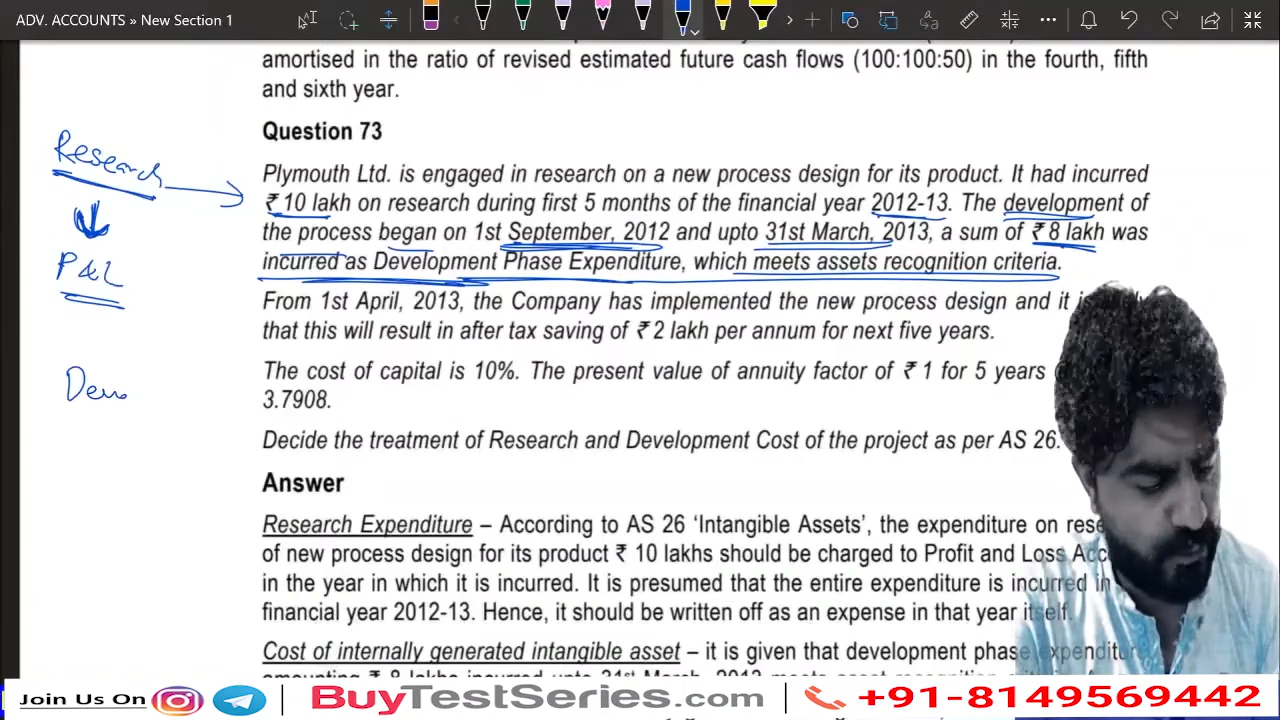 ADV. ACCOUNTS » New Section 1
amortised in the ratio of revised estimated future cash flows (100:100:50) in the fourth, fifth
and sixth year.
Question 73
Research
P&L
Plymouth Ltd. is engaged in research on a new process design for its product. It had incurred
₹ 10 lakh on research during first 5 months of the financial year 2012-13. The development of
the process began on 1st September, 2012 and upto 31st March, 2013, a sum of ₹ 8 lakh was
incurred as Development Phase Expenditure, which meets assets recognition criteria.
From 1st April, 2013, the Company has implemented the new process design and it is
that this will result in after tax saving of ₹ 2 lakh per annum for next five years.
The cost of capital is 10%. The present value of annuity factor of ₹ 1 for 5 years
3.7908.
Decide the treatment of Research and Development Cost of the project as per AS 26.
Answer
Research Expenditure – According to AS 26 'Intangible Assets', the expenditure on
of new process design for its product ₹ 10 lakhs should be charged to Profit and Loss
in the year in which it is incurred. It is presumed that the entire expenditure is incurred in
financial year 2012-13. Hence, it should be written off as an expense in that year itself.
Cost of internally generated intangible asset – it is given that development phase expenditure
Join Us On BuyTestSeries.com +91-8149569442